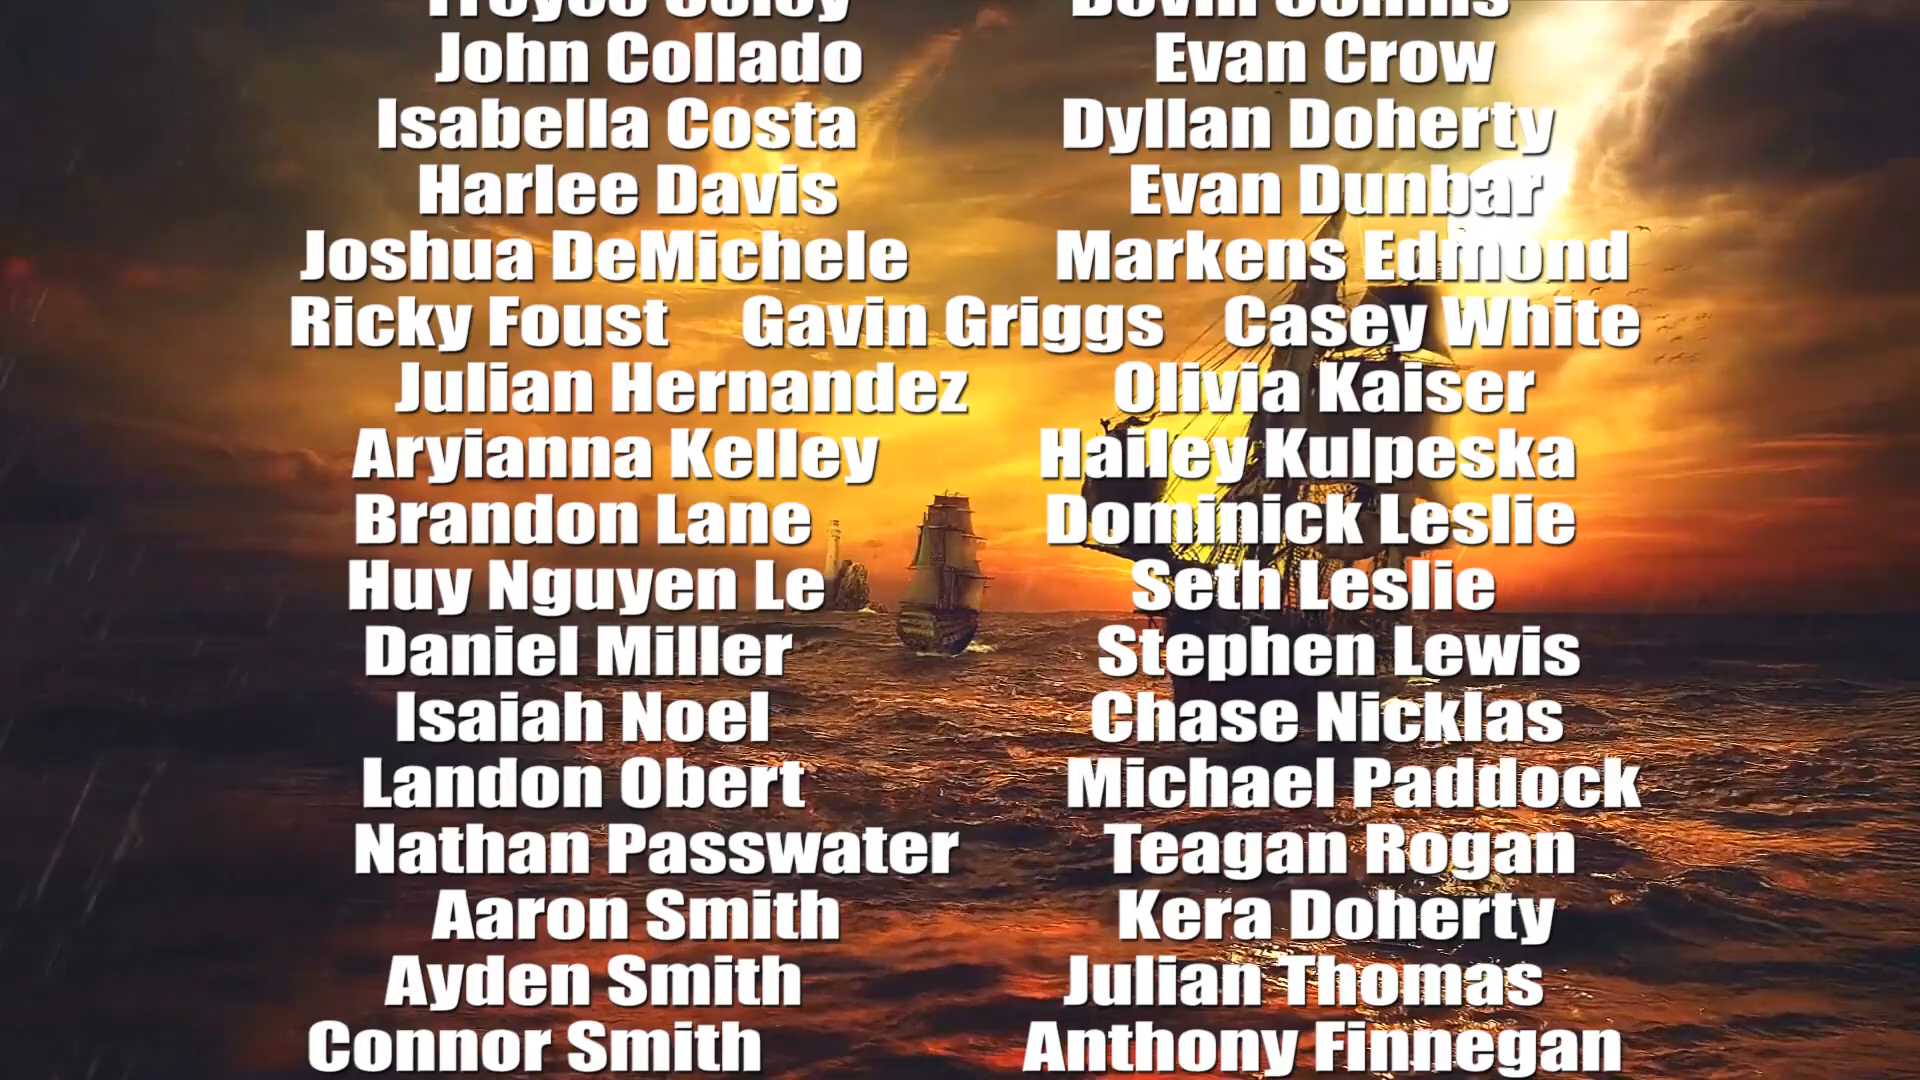 John Collado Evan Crow
Isabella Costa Dyllan Doherty
Harlee Davis Evan Dunbar
Joshua DeMichele Markens Edmond
Ricky Foust Gavin Griggs Casey White
Julian Hernandez Olivia Kaiser
Aryianna Kelley Hailey Kulpeska
Brandon Lane Dominick Leslie
Huy Nguyen Le Seth Leslie
Daniel Miller Stephen Lewis
Isaiah Noel Chase Nicklas
Landon Obert Michael Paddock
Nathan Passwater Teagan Rogan
Aaron Smith Kera Doherty
Ayden Smith Julian Thomas
Connor Smith Anthony Finnegan